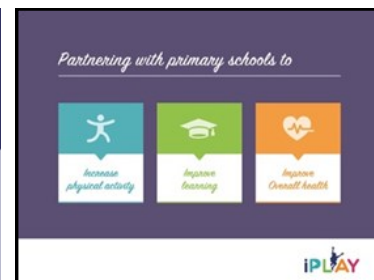 Partnering with primary schools to
Increase
physical activity
Improve
learning
Improve
Overall health
iPLAY